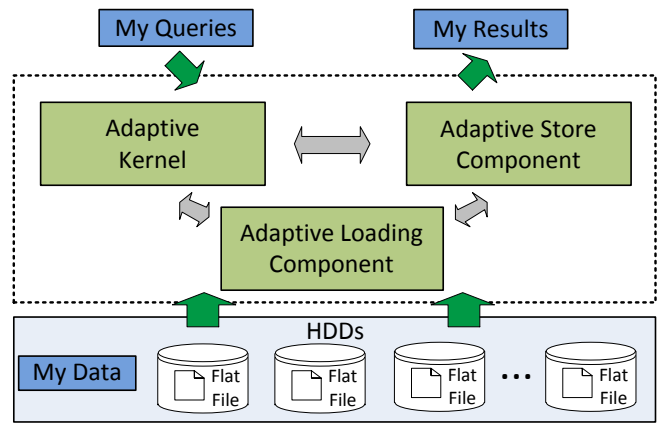 My Queries
My Results
Adaptive
Kernel
Adaptive Store
Component
Adaptive Loading
Component
HDDs
My Data
Flat
File
Flat
File
Flat
File
...
Flat
File